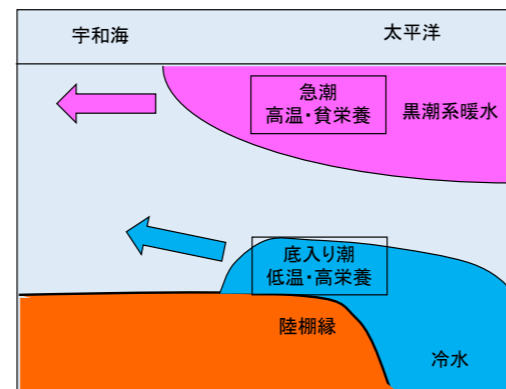 宇和海
太平洋
急潮
高温・貧栄養
黒潮系暖水
底入り潮
低温・高栄養
陸棚縁
冷水